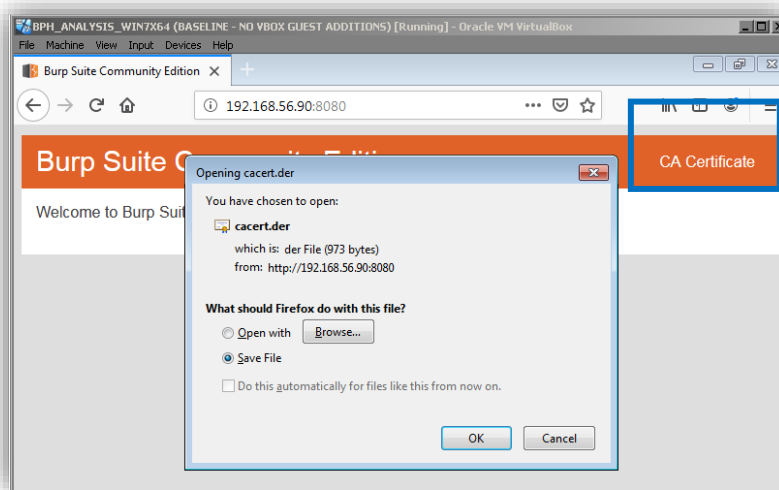 BPH_ANALYSIS_WIN7X64 (BASELINE - NO VBOX GUEST ADDITIONS) [Running] - Oracle VM VirtualBox
File Machine View Input Devices Help
Burp Suite Community Edition
192.168.56.90:8080
Burp Suite
CA Certificate
Welcome to Burp Suit
Opening cacert.der
You have chosen to open:
cacert.der
which is: der File (973 bytes)
from: http://192.168.56.90:8080
What should Firefox do with this file?
Open with
Browse...
Save File
Do this automatically for files like this from now on.
OK
Cancel